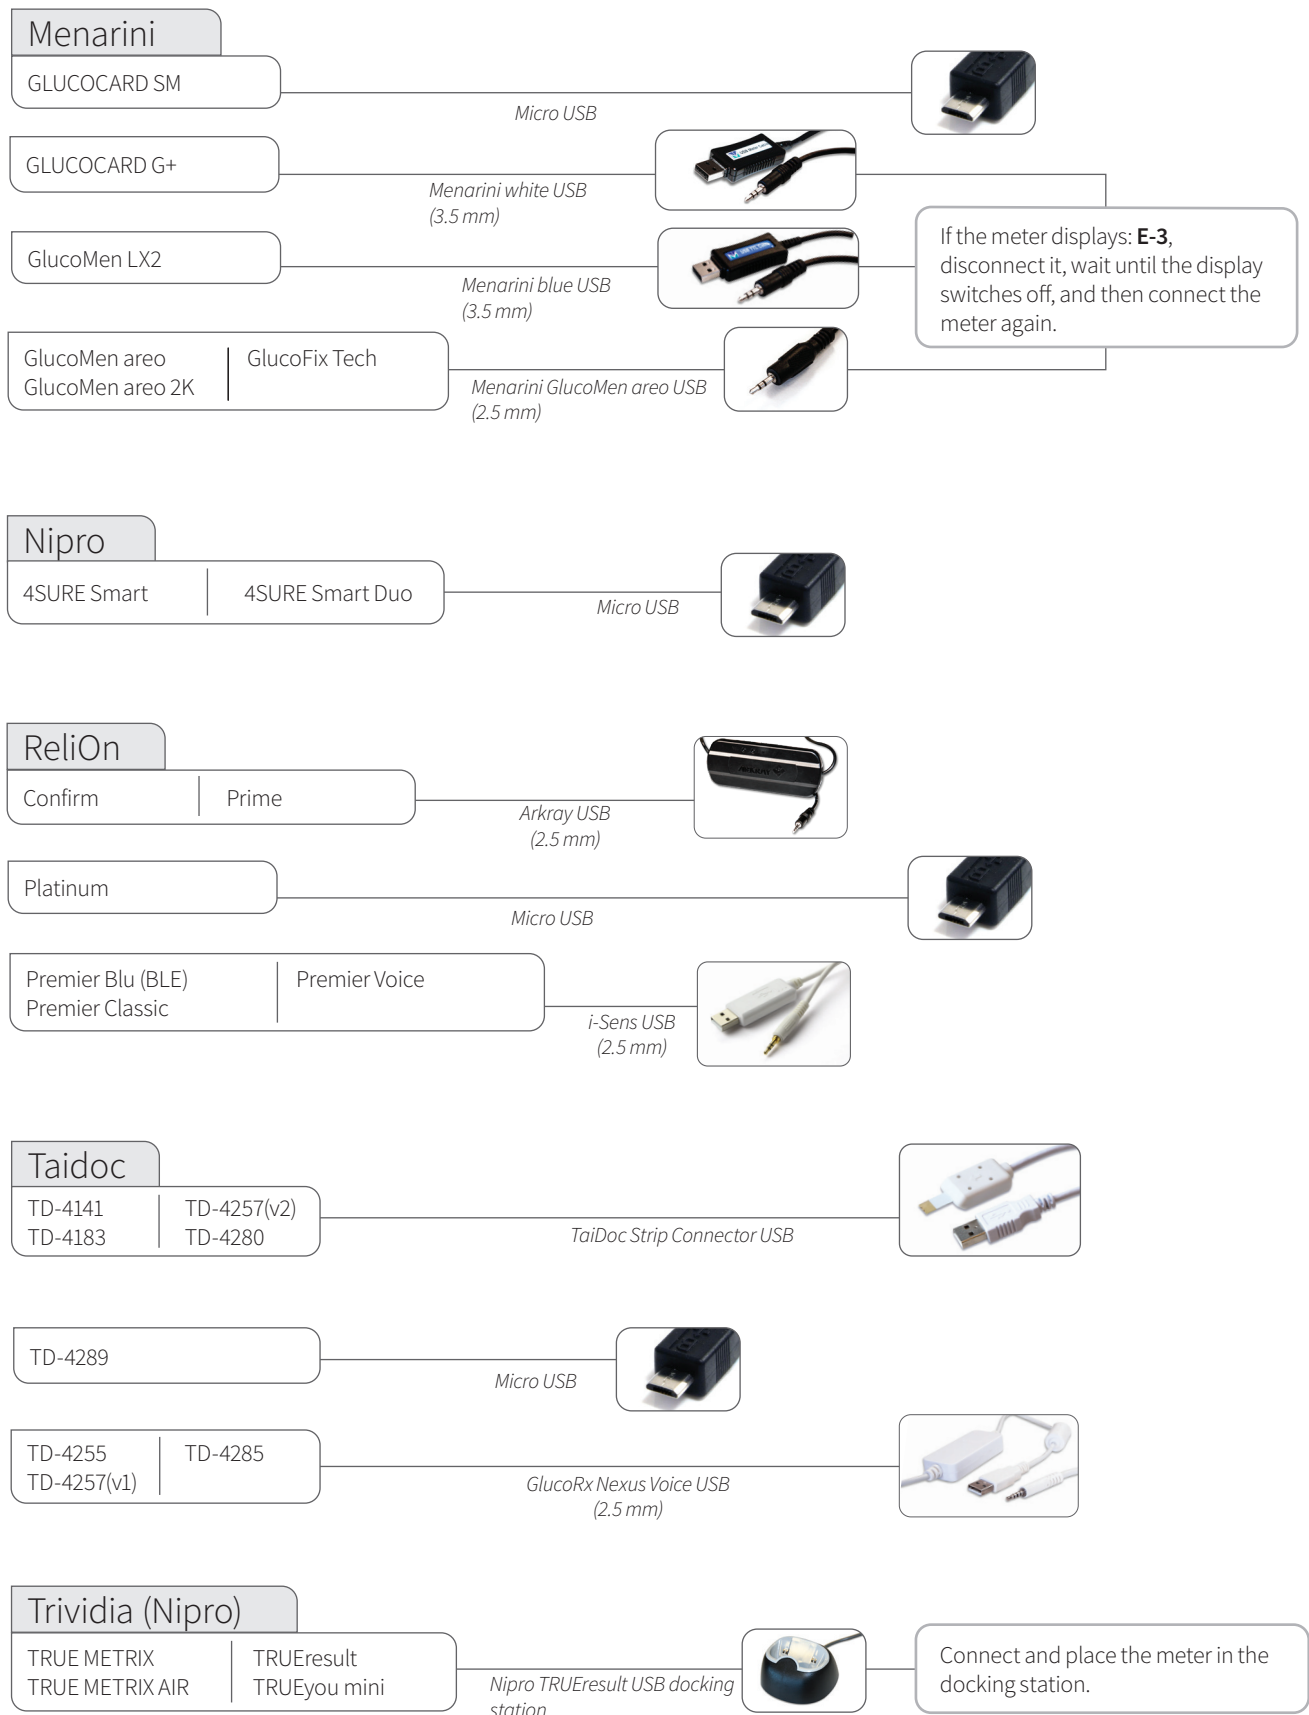 Menarini
GLUCOCARD SM
Micro USB
GLUCOCARD G+
Menarini white USB
(3.5 mm)
GlucoMen LX2
Menarini blue USB
(3.5 mm)
If the meter displays: E-3,
disconnect it, wait until the display
switches off, and then connect the
meter again.
GlucoMen areo
GlucoMen areo 2K
GlucoFix Tech
Menarini GlucoMen areo USB
(2.5 mm)
Nipro
4SURE Smart
4SURE Smart Duo
Micro USB
ReliOn
Confirm
Prime
Arkray USB
(2.5 mm)
Platinum
Micro USB
Premier Blu (BLE)
Premier Classic
Premier Voice
i-Sens USB
(2.5 mm)
Taidoc
TD-4141
TD-4183
TD-4257(v2)
TD-4280
TaiDoc Strip Connector USB
TD-4289
Micro USB
TD-4255
TD-4257(v1)
TD-4285
GlucoRx Nexus Voice USB
(2.5 mm)
Trividia (Nipro)
TRUE METRIX
TRUE METRIX AIR
TRUEresult
TRUEyou mini
Nipro TRUEresult USB docking
station
Connect and place the meter in the
docking station.